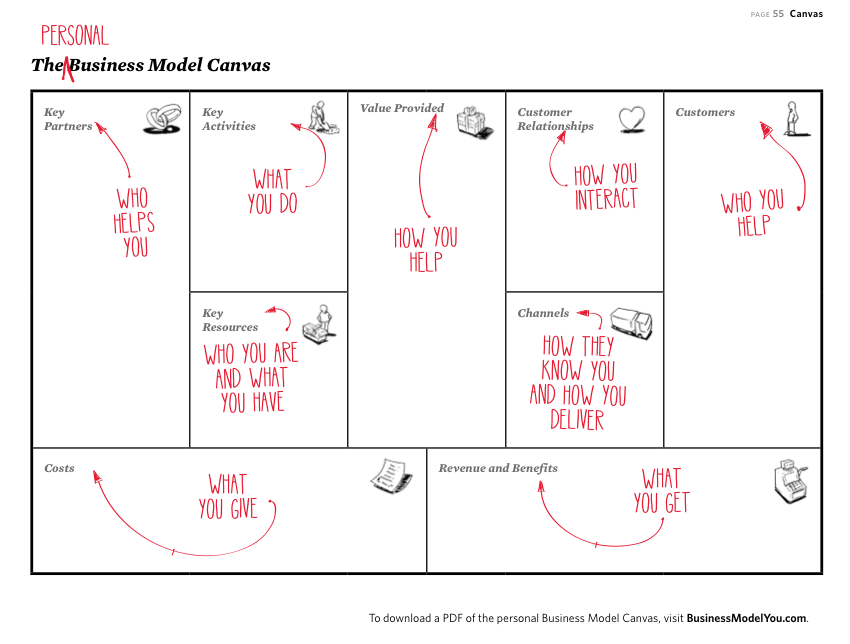 PAGE 55 Canvas
PERSONAL
The Business Model Canvas
Key
Partners
WHO
HELPS
YOU
Key
Activities
WHAT
YOU DO
Key
Resources
WHO YOU ARE
AND WHAT
YOU HAVE
Value Provided
HOW YOU
HELP
Customer
Relationships
HOW YOU
INTERACT
Channels
HOW THEY
KNOW YOU
AND HOW YOU
DELIVER
Customers
WHO YOU
HELP
Costs
WHAT
YOU GIVE
Revenue and Benefits
WHAT
YOU GET
To download a PDF of the personal Business Model Canvas, visit BusinessModelYou.com.